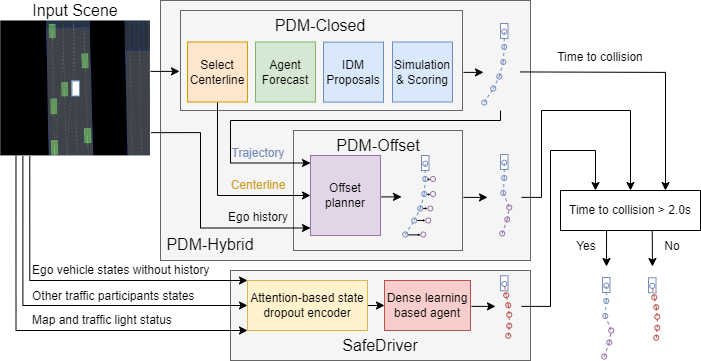 Input Scene
PDM-Closed
Select
Centerline
Agent
Forecast
IDM
Proposals
Simulation
& Scoring
Time to collision
Trajectory
Centerline
Ego history
PDM-Offset
Offset
planner
PDM-Hybrid
Time to collision > 2.0s
Yes
No
Ego vehicle states without history
Other traffic participants states
Map and traffic light status
Attention-based state
dropout encoder
Dense learning
based agent
SafeDriver